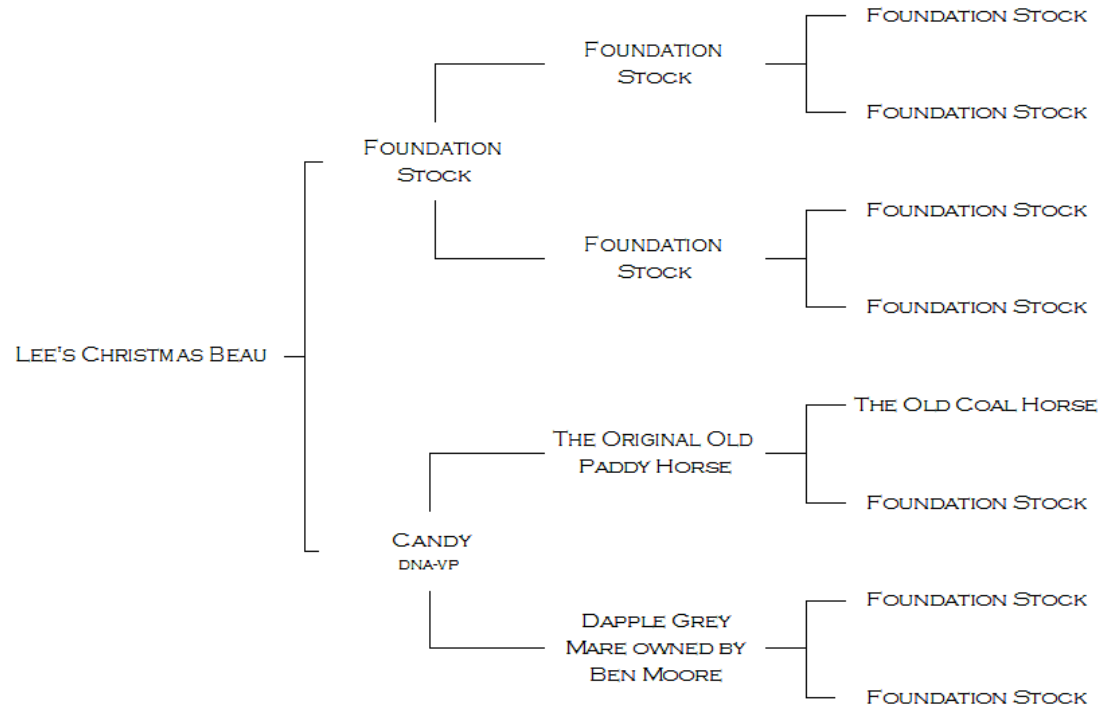 Foundation Stock
Foundation
Stock
Foundation Stock
Foundation
Stock
Foundation Stock
Foundation
Stock
Foundation Stock
Lee's Christmas Beau
The Old Coal Horse
The Original Old
Paddy Horse
Foundation Stock
Candy
DNA-VP
Foundation Stock
Dapple Grey
Mare owned by
Ben Moore
Foundation Stock